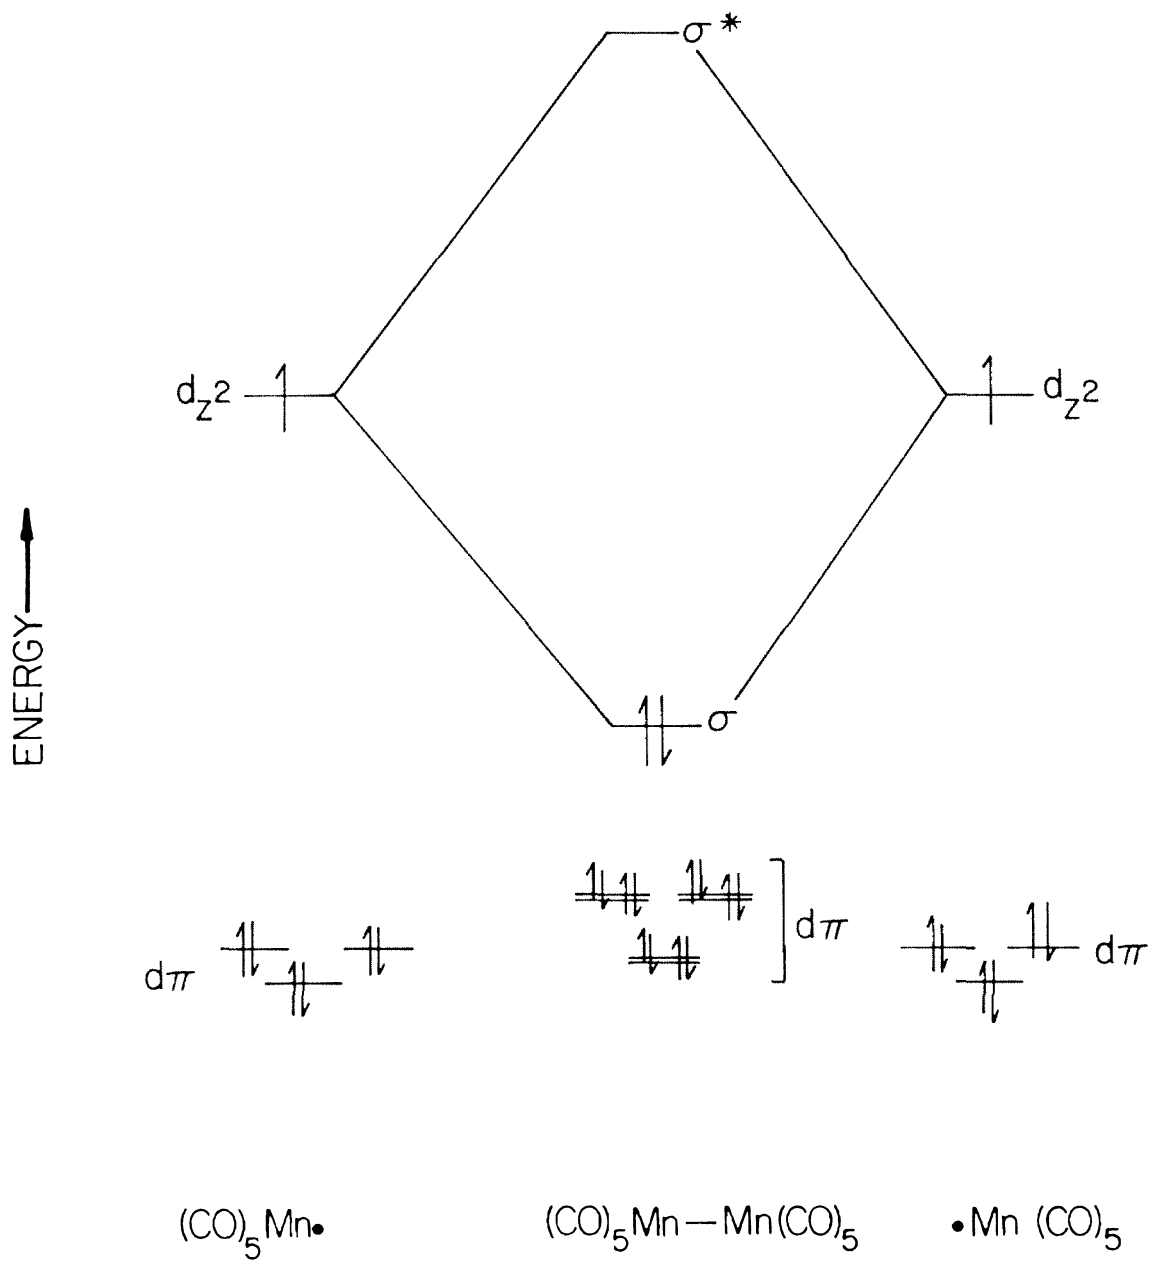 σ*
d_z2
d_z2
ENERGY
σ
dπ
dπ
dπ
(CO)₅Mn•
(CO)₅Mn—Mn(CO)₅
•Mn (CO)₅